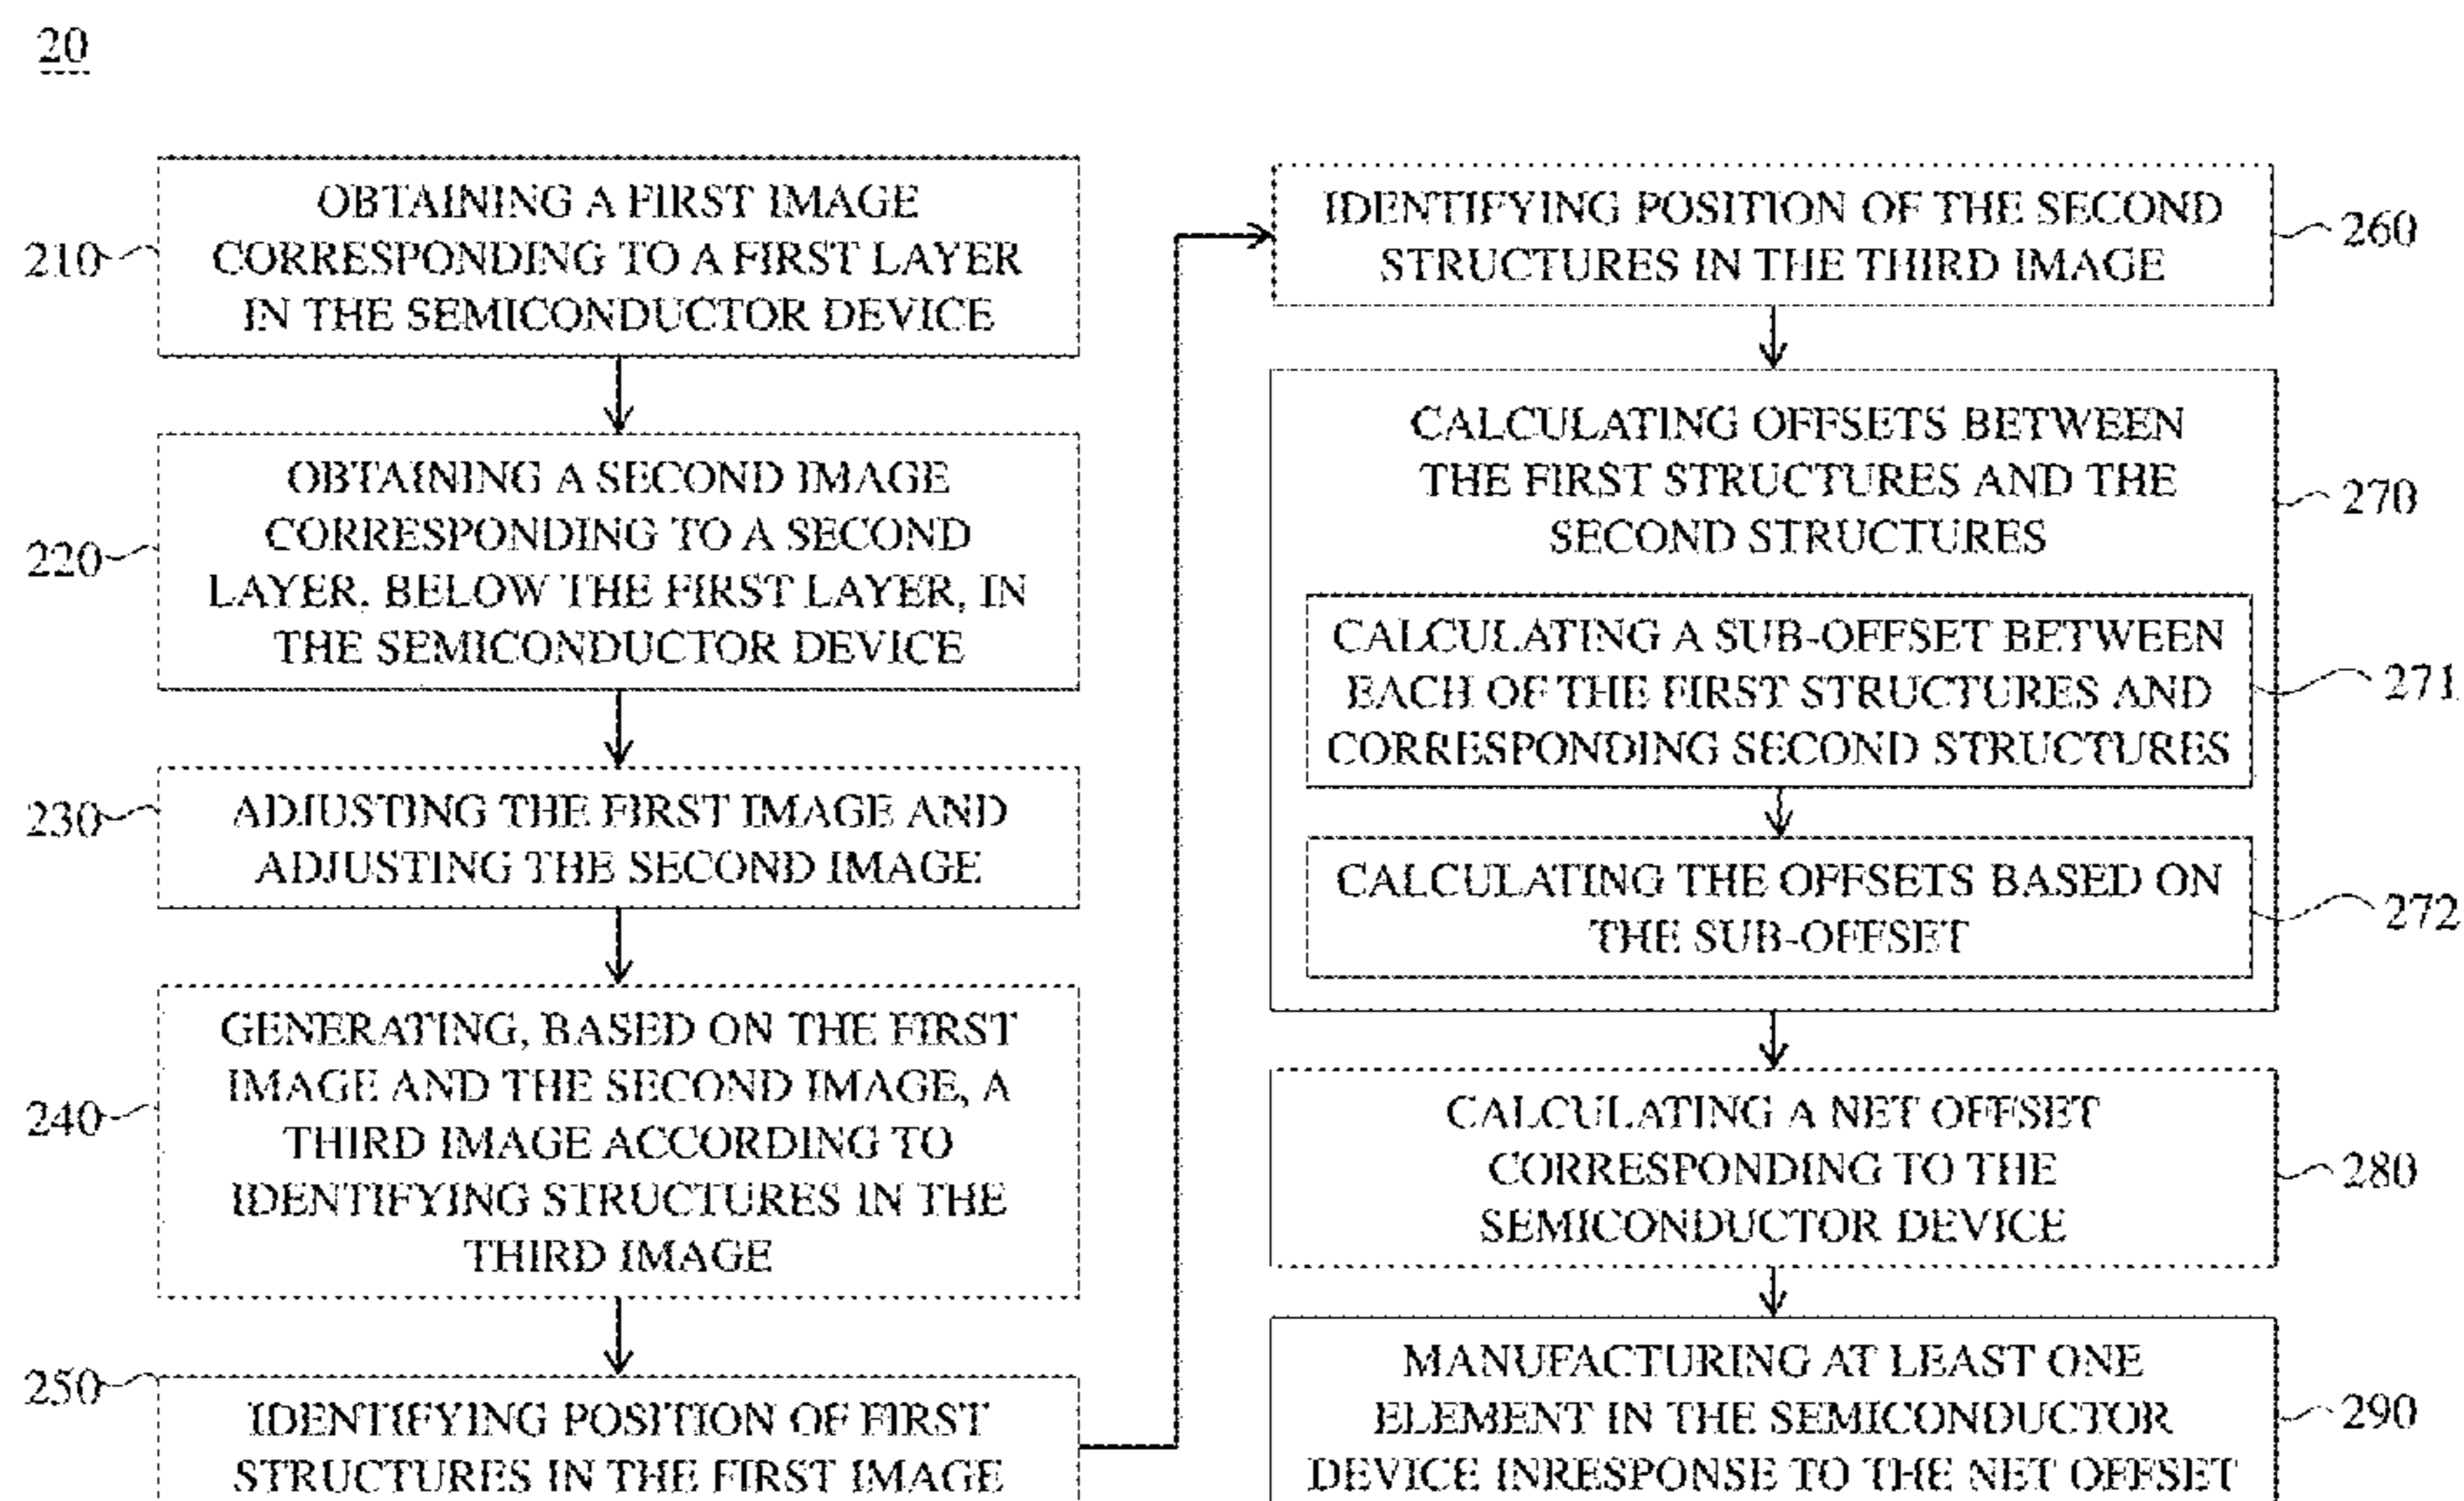 20
210
OBTAINING A FIRST IMAGE
CORRESPONDING TO A FIRST LAYER
IN THE SEMICONDUCTOR DEVICE
220
OBTAINING A SECOND IMAGE
CORRESPONDING TO A SECOND
LAYER. BELOW THE FIRST LAYER, IN
THE SEMICONDUCTOR DEVICE
230
ADJUSTING THE FIRST IMAGE AND
ADJUSTING THE SECOND IMAGE
240
GENERATING, BASED ON THE FIRST
IMAGE AND THE SECOND IMAGE, A
THIRD IMAGE ACCORDING TO
IDENTIFYING STRUCTURES IN THE
THIRD IMAGE
250
IDENTIFYING POSITION OF FIRST
STRUCTURES IN THE FIRST IMAGE
IDENTIFYING POSITION OF THE SECOND
STRUCTURES IN THE THIRD IMAGE
260
CALCULATING OFFSETS BETWEEN
THE FIRST STRUCTURES AND THE
SECOND STRUCTURES
270
CALCULATING A SUB-OFFSET BETWEEN
EACH OF THE FIRST STRUCTURES AND
CORRESPONDING SECOND STRUCTURES
271
CALCULATING THE OFFSETS BASED ON
THE SUB-OFFSET
272
CALCULATING A NET OFFSET
CORRESPONDING TO THE
SEMICONDUCTOR DEVICE
280
MANUFACTURING AT LEAST ONE
ELEMENT IN THE SEMICONDUCTOR
DEVICE INRESPONSE TO THE NET OFFSET
290